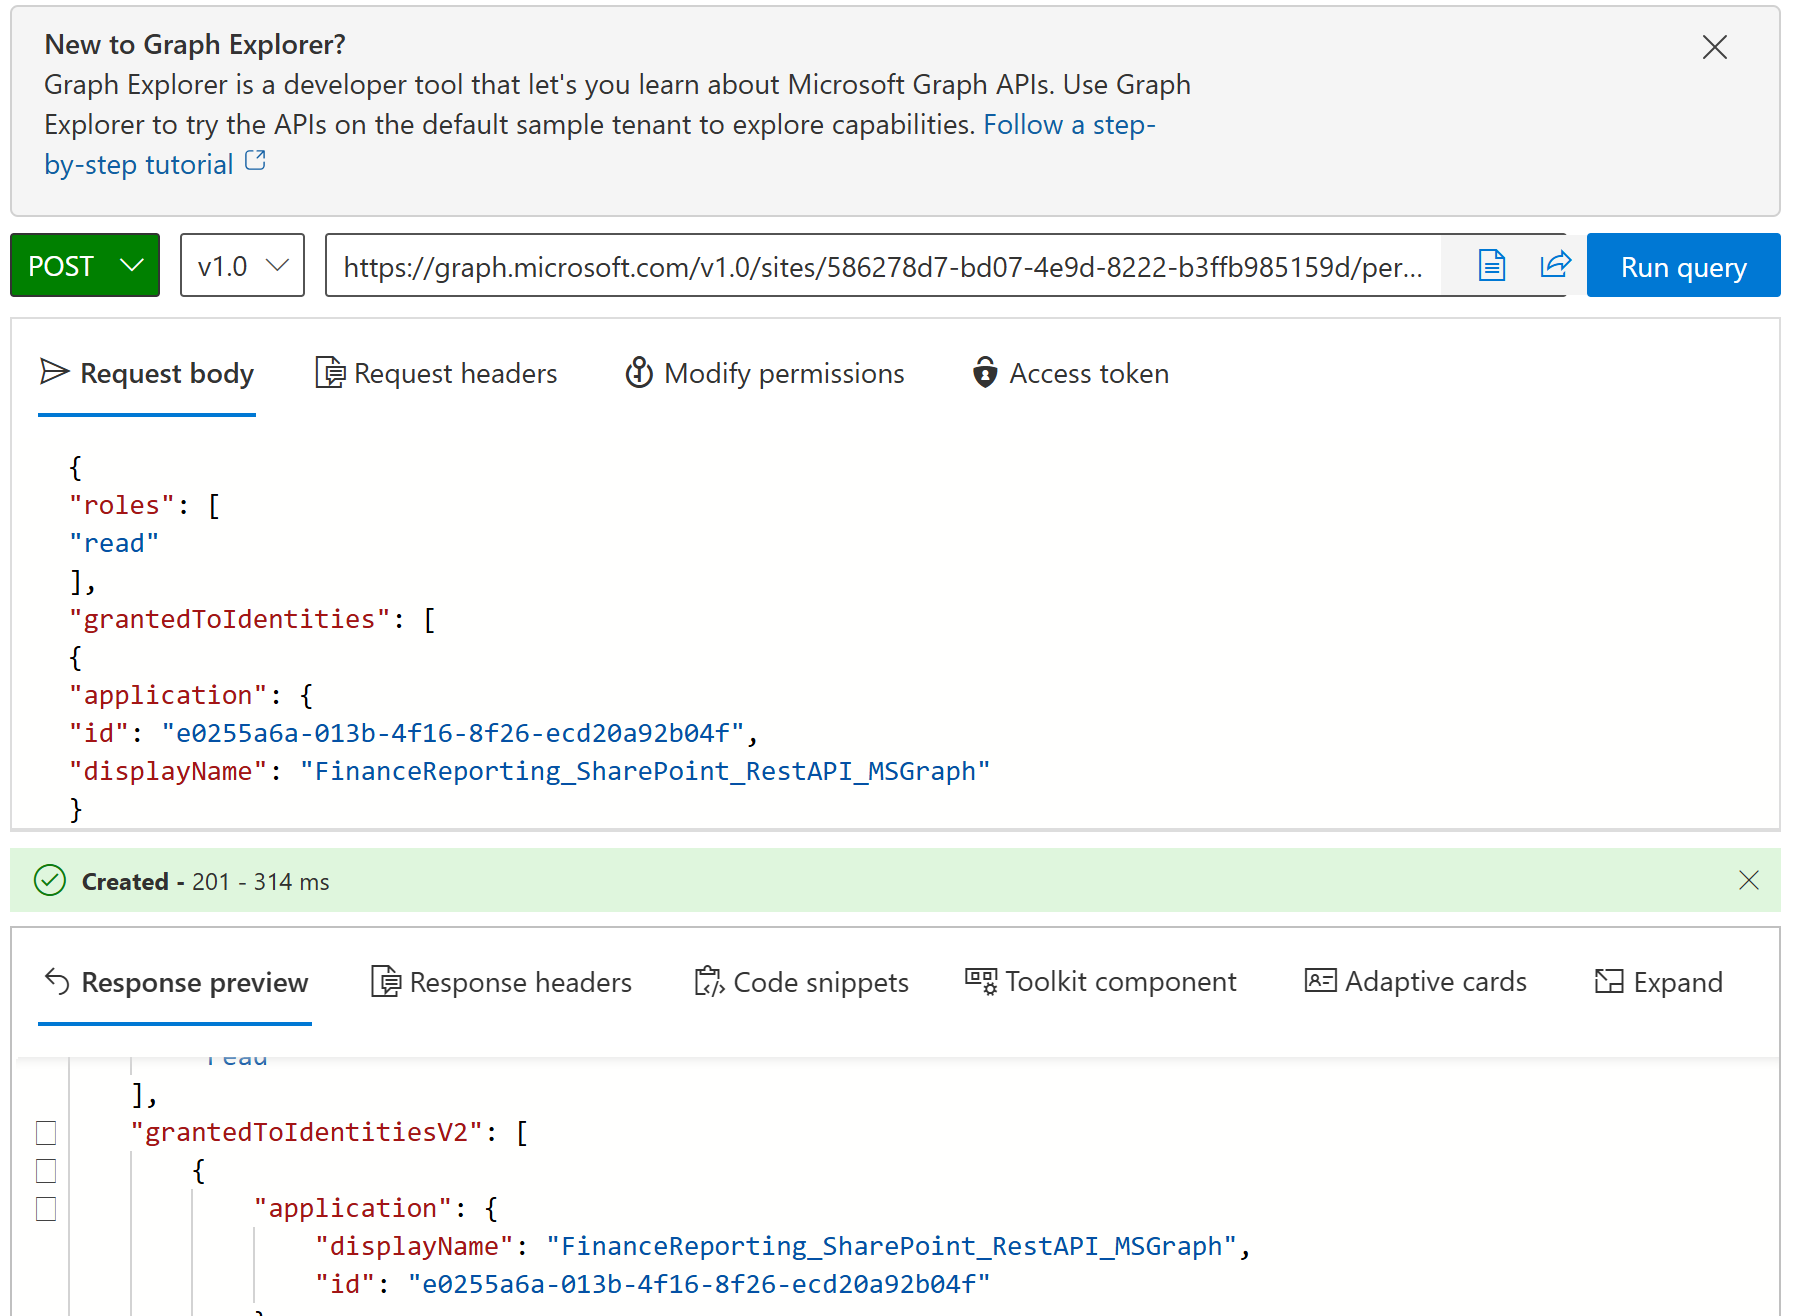 New to Graph Explorer?
Graph Explorer is a developer tool that let's you learn about Microsoft Graph APIs. Use Graph
Explorer to try the APIs on the default sample tenant to explore capabilities. Follow a step-
by-step tutorial
POST v1.0 https://graph.microsoft.com/v1.0/sites/586278d7-bd07-4e9d-8222-b3ffb985159d/per... Run query
Request body Request headers Modify permissions Access token
{
"roles": [
"read"
],
"grantedToIdentities": [
{
"application": {
"id": "e0255a6a-013b-4f16-8f26-ecd20a92b04f",
"displayName": "FinanceReporting_SharePoint_RestAPI_MSGraph"
}
Created - 201 - 314 ms
Response preview Response headers Code snippets Toolkit component Adaptive cards Expand
read
],
"grantedToIdentitiesV2": [
{
"application": {
"displayName": "FinanceReporting_SharePoint_RestAPI_MSGraph",
"id": "e0255a6a-013b-4f16-8f26-ecd20a92b04f"